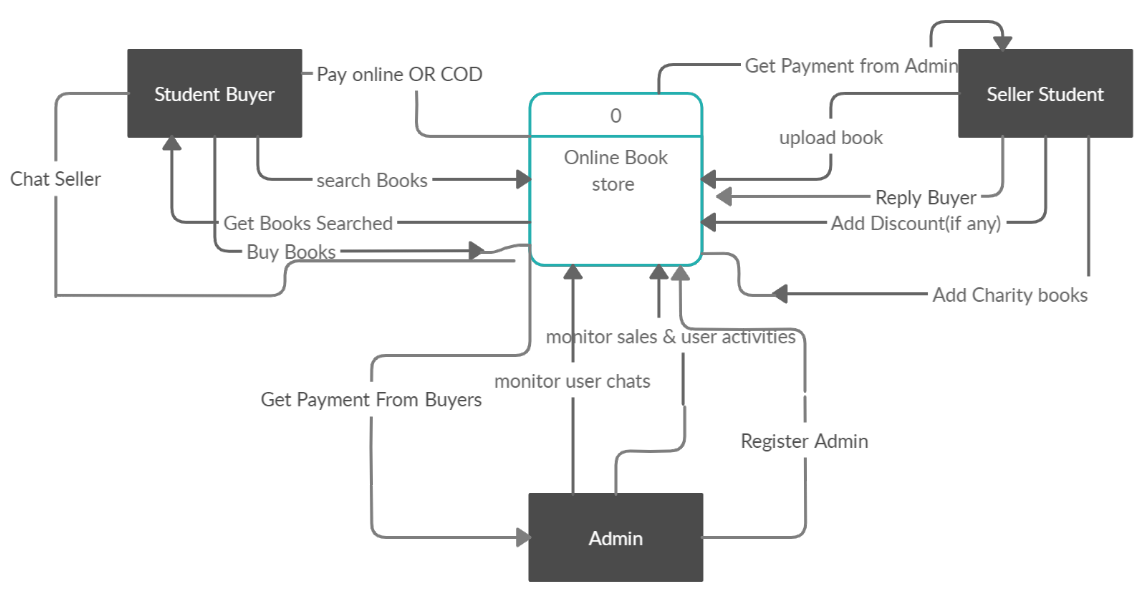 Get Payment from Admin
Pay online OR COD
Student Buyer
Seller Student
0
upload book
Online Book
store
Chat Seller
search Books
Reply Buyer
Get Books Searched
Add Discount(if any)
Buy Books
Add Charity books
monitor sales & user activities
monitor user chats
Get Payment From Buyers
Register Admin
Admin